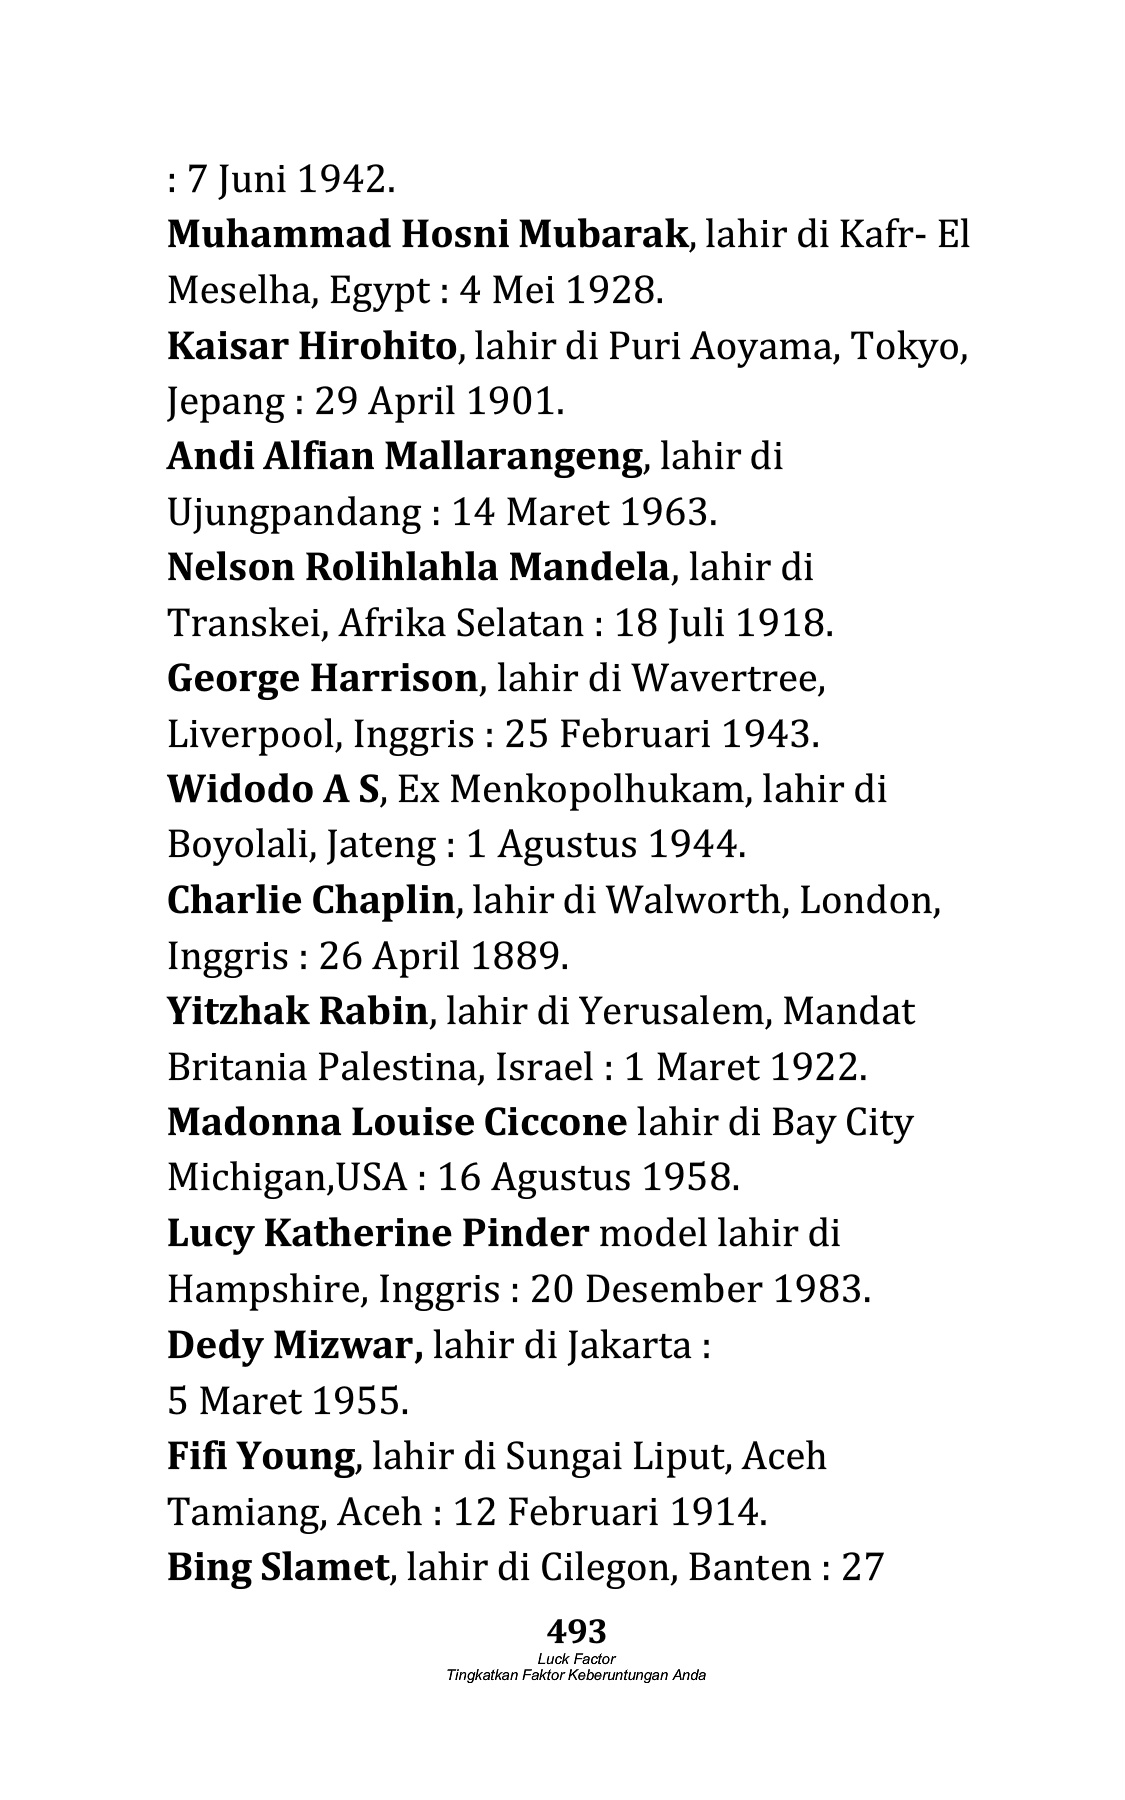 : 7 Juni 1942.
Muhammad Hosni Mubarak, lahir di Kafr- El
Meselha, Egypt : 4 Mei 1928.
Kaisar Hirohito, lahir di Puri Aoyama, Tokyo,
Jepang : 29 April 1901.
Andi Alfian Mallarangeng, lahir di
Ujungpandang : 14 Maret 1963.
Nelson Rolihlahla Mandela, lahir di
Transkei, Afrika Selatan : 18 Juli 1918.
George Harrison, lahir di Wavertree,
Liverpool, Inggris : 25 Februari 1943.
Widodo A S, Ex Menkopolhukam, lahir di
Boyolali, Jateng : 1 Agustus 1944.
Charlie Chaplin, lahir di Walworth, London,
Inggris : 26 April 1889.
Yitzhak Rabin, lahir di Yerusalem, Mandat
Britania Palestina, Israel : 1 Maret 1922.
Madonna Louise Ciccone lahir di Bay City
Michigan,USA : 16 Agustus 1958.
Lucy Katherine Pinder model lahir di
Hampshire, Inggris : 20 Desember 1983.
Dedy Mizwar, lahir di Jakarta :
5 Maret 1955.
Fifi Young, lahir di Sungai Liput, Aceh
Tamiang, Aceh : 12 Februari 1914.
Bing Slamet, lahir di Cilegon, Banten : 27
493
Luck Factor
Tingkatkan Faktor Keberuntungan Anda